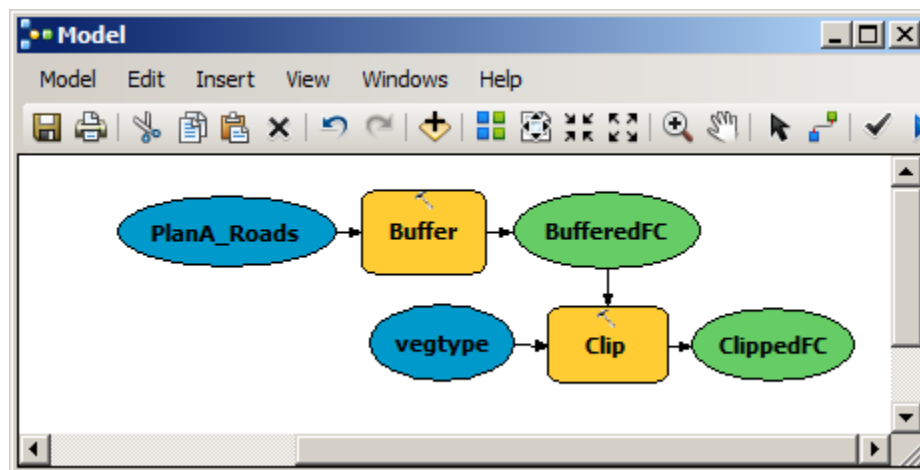 Model
Model Edit Insert View Windows Help
PlanA_Roads Buffer BufferedFC
vegtype Clip ClippedFC